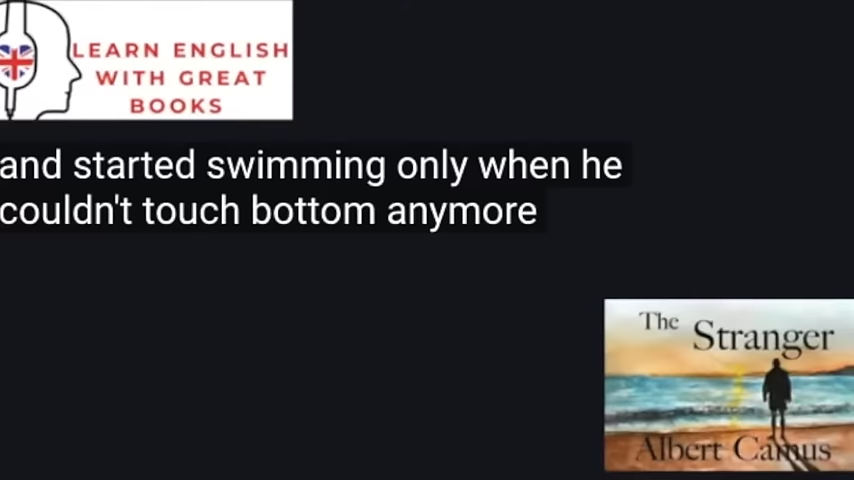 LEARN ENGLISH
WITH GREAT
BOOKS
and started swimming only when he
couldn't touch bottom anymore
The Stranger
Albert Camus